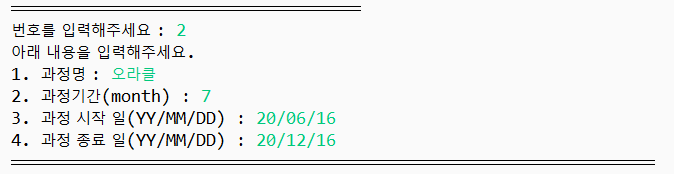 번호를 입력해주세요 : 2
아래 내용을 입력해주세요.
1. 과정명 : 오라클
2. 과정기간(month) : 7
3. 과정 시작 일(YY/MM/DD) : 20/06/16
4. 과정 종료 일(YY/MM/DD) : 20/12/16